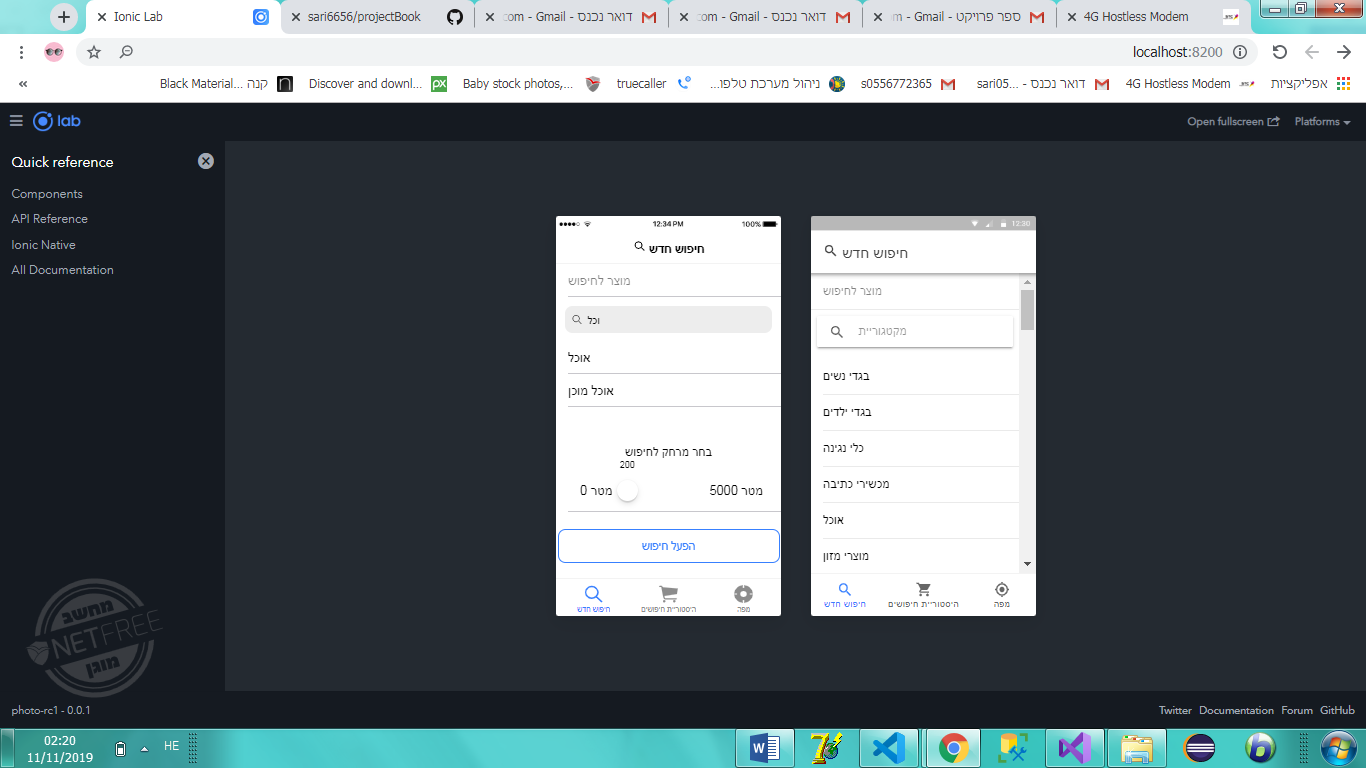 Ionic Lab
sari6656/projectBook
דואר נכנס - com - Gmail
דואר נכנס - com - Gmail
ספר פרויקט - m - Gmail
4G Hostless Modem
localhost:8200
אפליקציות
4G Hostless Modem
דואר נכנס - sari05...
s0556772365
ניהול מערכת טלפו...
truecaller
Baby stock photos,...
px
Discover and downl...
n
קנה Black Material...
lab
Open fullscreen
Platforms
Quick reference
Components
API Reference
Ionic Native
All Documentation
12:34 PM
100%
חיפוש חדש
מוצר לחיפוש
וכל
אוכל
אוכל מוכן
בחר מרחק לחיפוש
200
0 מטר
5000 מטר
הפעל חיפוש
חיפוש חדש
היסטוריית חיפושים
מפה
12:30
חיפוש חדש
מוצר לחיפוש
מקטגוריית
בגדי נשים
בגדי ילדים
כלי נגינה
מכשירי כתיבה
אוכל
מוצרי מזון
חיפוש חדש
היסטוריית חיפושים
מפה
מחשב
NETFREE
מוגן
photo-rc1 - 0.0.1
Twitter Documentation Forum GitHub
02:20
11/11/2019
HE